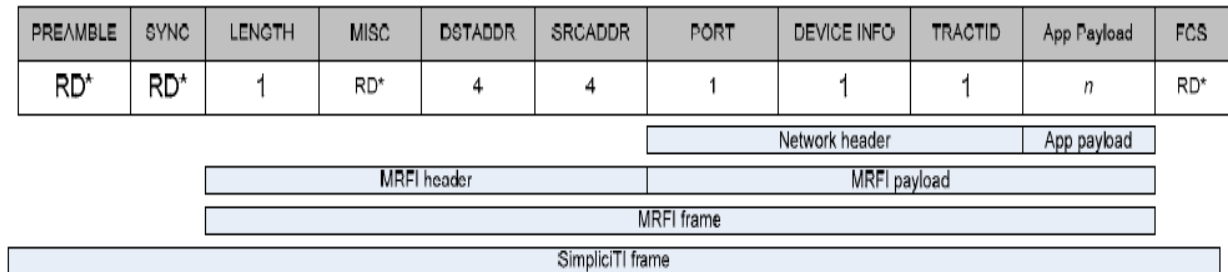 PREAMBLE SYNC LENGTH MISC DSTADDR SRCADDR PORT DEVICE INFO TRACTID App Payload FCS
RD* RD* 1 RD* 4 4 1 1 1 n RD*
Network header App payload
MRFI header MRFI payload
MRFI frame
SimpliciTI frame